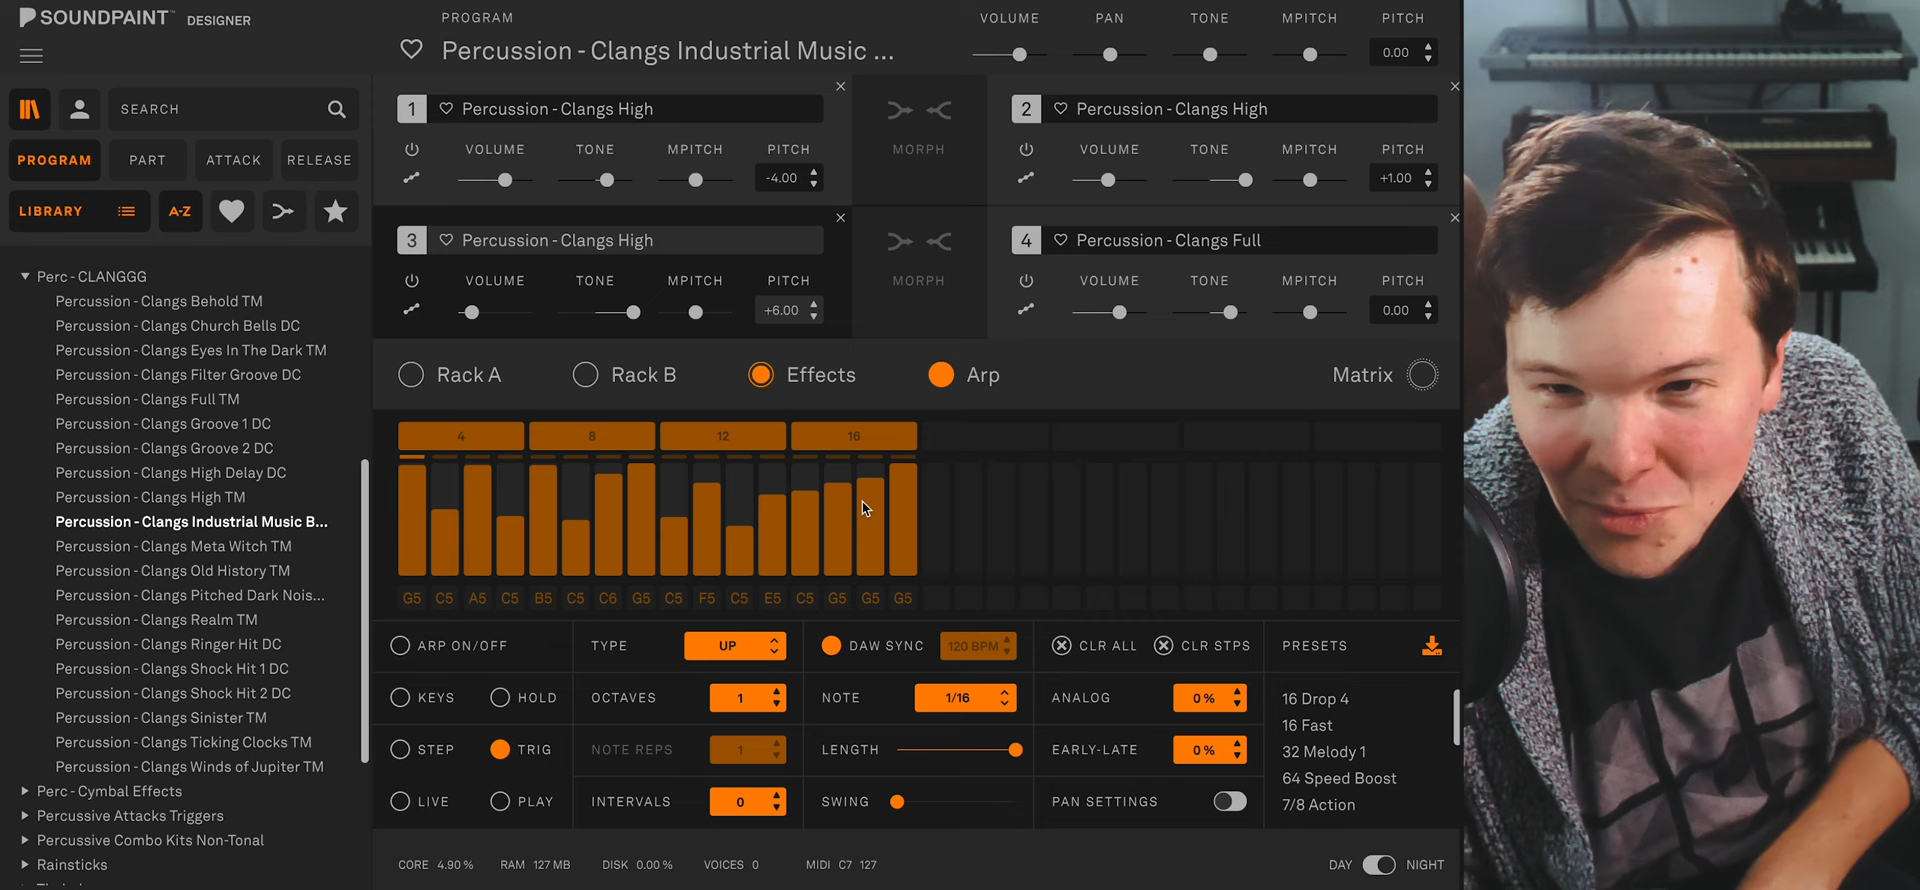 SOUNDPAINT™ DESIGNER
PROGRAM
Percussion - Clangs Industrial Music ...
VOLUME PAN TONE MPITCH PITCH
0.00
SEARCH
PROGRAM PART ATTACK RELEASE
LIBRARY A-Z
Perc - CLANGGG
Percussion - Clangs Behold TM
Percussion - Clangs Church Bells DC
Percussion - Clangs Eyes In The Dark TM
Percussion - Clangs Filter Groove DC
Percussion - Clangs Full TM
Percussion - Clangs Groove 1 DC
Percussion - Clangs Groove 2 DC
Percussion - Clangs High Delay DC
Percussion - Clangs High TM
Percussion - Clangs Industrial Music B...
Percussion - Clangs Meta Witch TM
Percussion - Clangs Old History TM
Percussion - Clangs Pitched Dark Nois...
Percussion - Clangs Realm TM
Percussion - Clangs Ringer Hit DC
Percussion - Clangs Shock Hit 1 DC
Percussion - Clangs Shock Hit 2 DC
Percussion - Clangs Sinister TM
Percussion - Clangs Ticking Clocks TM
Percussion - Clangs Winds of Jupiter TM
Perc - Cymbal Effects
Percussive Attacks Triggers
Percussive Combo Kits Non-Tonal
Rainsticks
1 Percussion - Clangs High
VOLUME TONE MPITCH PITCH
-4.00
MORPH
2 Percussion - Clangs High
VOLUME TONE MPITCH PITCH
+1.00
3 Percussion - Clangs High
VOLUME TONE MPITCH PITCH
+6.00
MORPH
4 Percussion - Clangs Full
VOLUME TONE MPITCH PITCH
0.00
Rack A Rack B Effects Arp Matrix
4 8 12 16
G5 C5 A5 C5 B5 C5 C6 G5 C5 F5 C5 E5 C5 G5 G5 G5
ARP ON/OFF TYPE UP DAW SYNC 120 BPM CLR ALL CLR STPS PRESETS
KEYS HOLD OCTAVES 1 NOTE 1/16 ANALOG 0 %
STEP TRIG NOTE REPS 1 LENGTH EARLY-LATE 0 %
LIVE PLAY INTERVALS 0 SWING PAN SETTINGS
16 Drop 4
16 Fast
32 Melody 1
64 Speed Boost
7/8 Action
CORE 4.90 % RAM 127 MB DISK 0.00 % VOICES 0 MIDI C7 127
DAY NIGHT